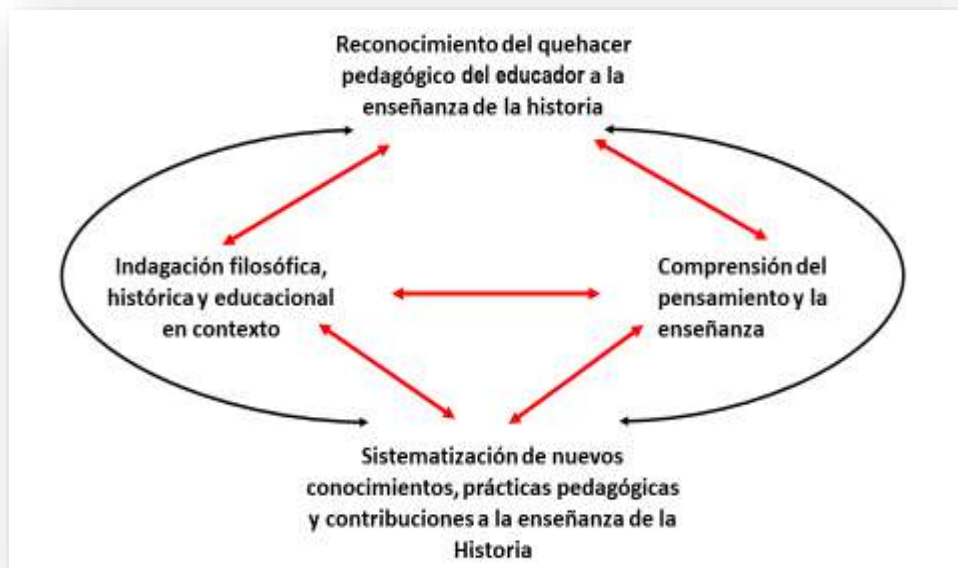 Reconocimiento del quehacer
pedagógico del educador a la
enseñanza de la historia
Indagación filosófica,
histórica y educacional
en contexto
Comprensión del
pensamiento y la
enseñanza
Sistematización de nuevos
conocimientos, prácticas pedagógicas
y contribuciones a la enseñanza de la
Historia